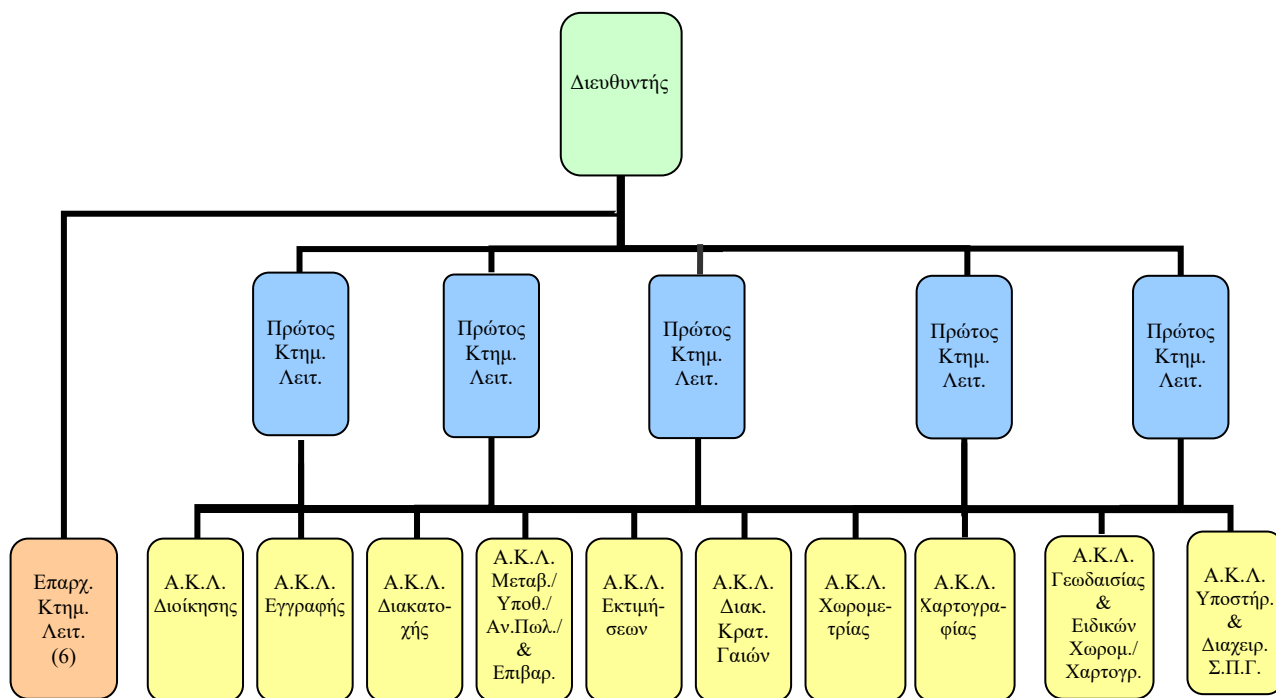 Διευθυντής
Πρώτος
Κτημ.
Λειτ.
Πρώτος
Κτημ.
Λειτ.
Πρώτος
Κτημ.
Λειτ.
Πρώτος
Κτημ.
Λειτ.
Πρώτος
Κτημ.
Λειτ.
Επαρχ.
Κτημ.
Λειτ.
(6)
Α.Κ.Λ.
Διοίκησης
Α.Κ.Λ.
Εγγραφής
Α.Κ.Λ.
Διακατο-
χής
Α.Κ.Λ.
Μεταβ./
Υποθ./
Αν.Πωλ./
&
Επιβαρ.
Α.Κ.Λ.
Εκτιμή-
σεων
Α.Κ.Λ.
Διακ.
Κρατ.
Γαιών
Α.Κ.Λ.
Χωρομε-
τρίας
Α.Κ.Λ.
Χαρτογρα-
φίας
Α.Κ.Λ.
Γεωδαισίας
&
Ειδικών
Χωρομ./
Χαρτογρ.
Α.Κ.Λ.
Υποστήρ.
&
Διαχειρ.
Σ.Π.Γ.